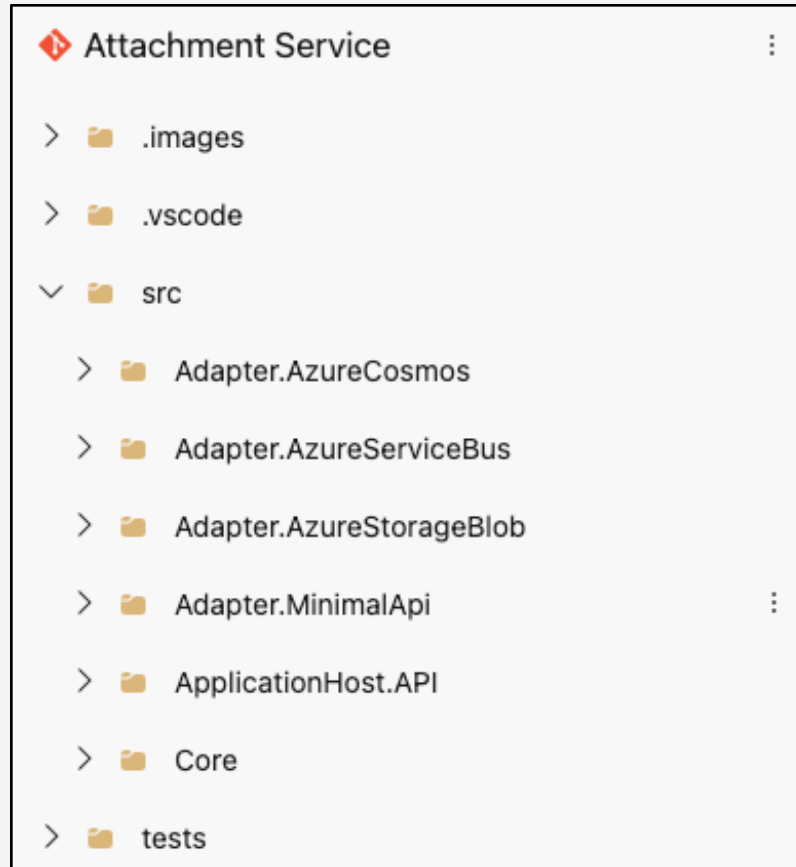 Attachment Service
.images
.vscode
src
Adapter.AzureCosmos
Adapter.AzureServiceBus
Adapter.AzureStorageBlob
Adapter.MinimalApi
ApplicationHost.API
Core
tests